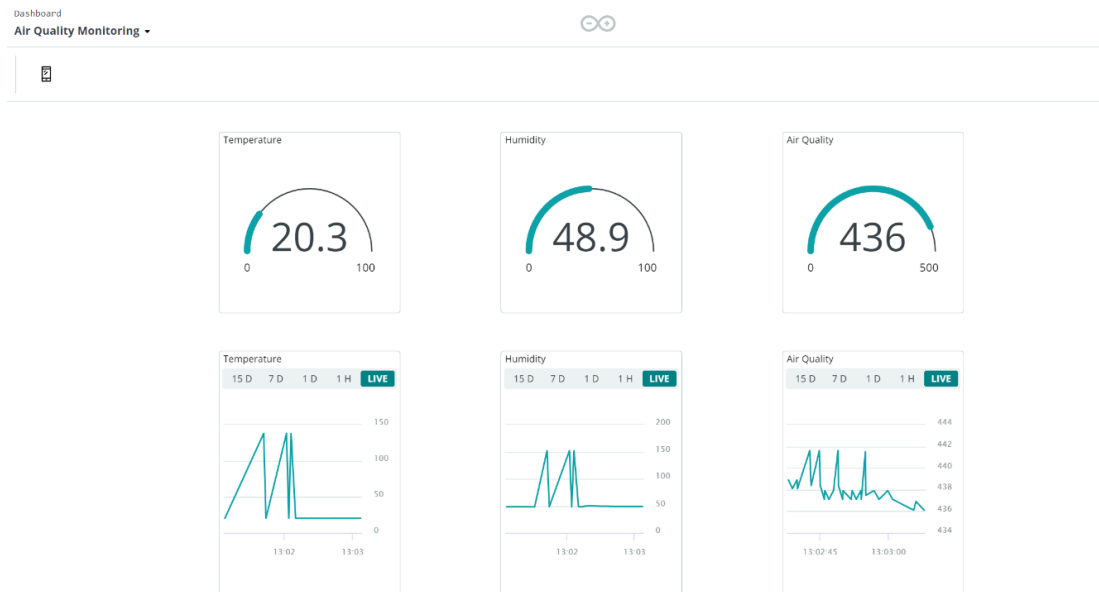 Dashboard
Air Quality Monitoring
Temperature
20.3
0 100
Humidity
48.9
0 100
Air Quality
436
0 500
Temperature
15 D 7 D 1 D 1 H LIVE
150
100
50
0
13:02 13:03
Humidity
15 D 7 D 1 D 1 H LIVE
200
150
100
50
0
13:02 13:03
Air Quality
15 D 7 D 1 D 1 H LIVE
444
442
440
438
436
434
13:02:45 13:03:00